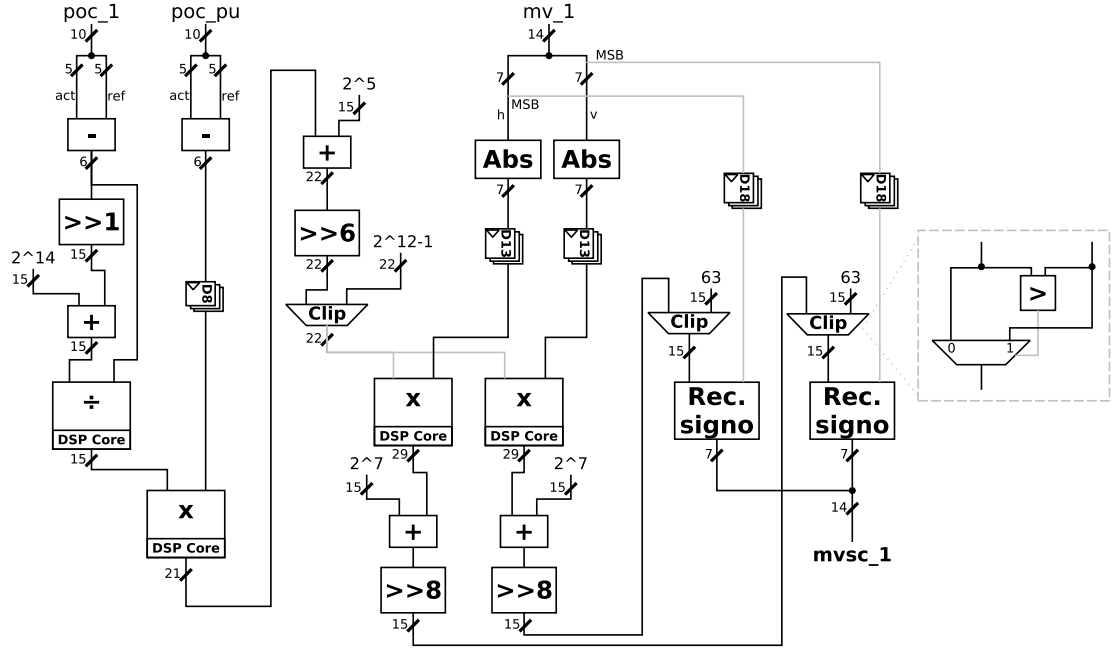 poc_1 poc_pu mv_1
10 10 14
MSB
5 5 5 5 7 7
2^5
act ref act ref 15 MSB
h v
- - +
6 6 22
Abs Abs
7 7
D18 D18
>>1 >>6
15 22
2^14 2^12-1
15 22
D13 D13
63 63
15 15
D8
+ Clip Clip Clip
15 22 15 15
>
0 1
÷ x x Rec. signo Rec. signo
DSP Core DSP Core DSP Core
15 29 29 7 7
2^7 2^7
15 15
x + + 14
DSP Core mvsc_1
21 >>8 >>8
15 15